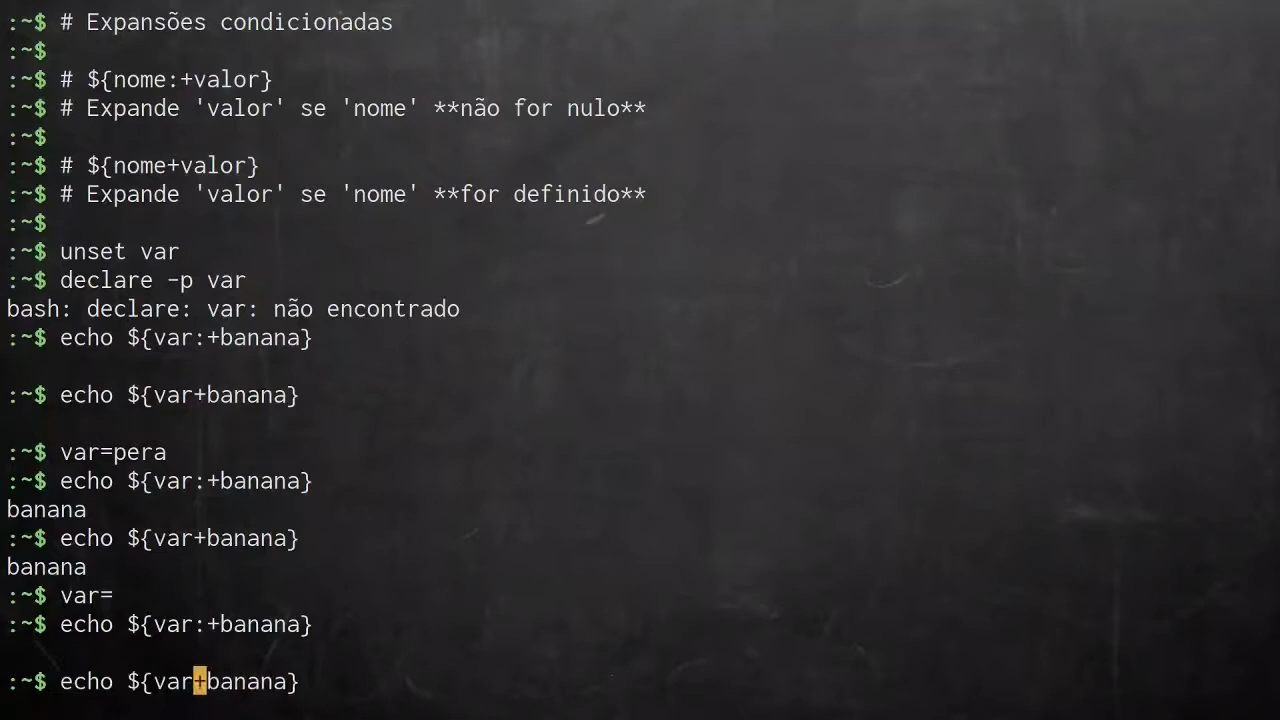 :~$ # Expansões condicionadas
:~$
:~$ # ${nome:+valor}
:~$ # Expande 'valor' se 'nome' **não for nulo**
:~$
:~$ # ${nome+valor}
:~$ # Expande 'valor' se 'nome' **for definido**
:~$
:~$ unset var
:~$ declare -p var
bash: declare: var: não encontrado
:~$ echo ${var:+banana}
:~$ echo ${var+banana}
:~$ var=pera
:~$ echo ${var:+banana}
banana
:~$ echo ${var+banana}
banana
:~$ var=
:~$ echo ${var:+banana}
:~$ echo ${var+banana}